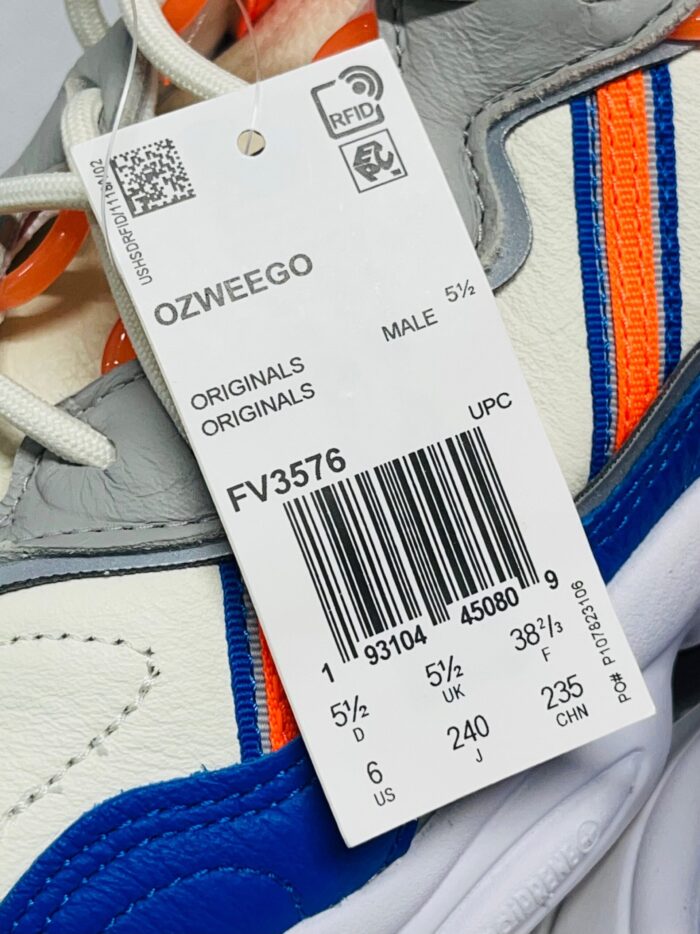 RFID
EPC
USHSDRFID/111
OZWEEGO
MALE 5½
ORIGINALS
ORIGINALS
UPC
FV3576
1 93104 45080 9
5½ 5½ 38⅔
D UK F
6 240 235
US J CHN
PO# P107823106